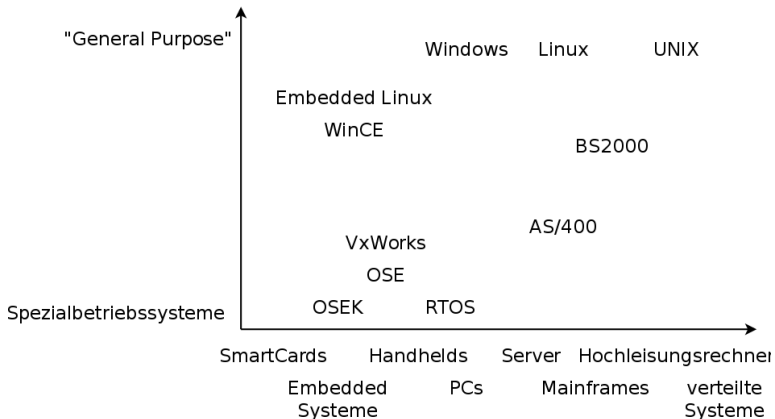 "General Purpose"
Windows Linux UNIX
Embedded Linux
WinCE
BS2000
AS/400
VxWorks
OSE
OSEK RTOS
Spezialbetriebssysteme
SmartCards Handhelds Server Hochleisungsrechner
Embedded Systeme PCs Mainframes verteilte Systeme